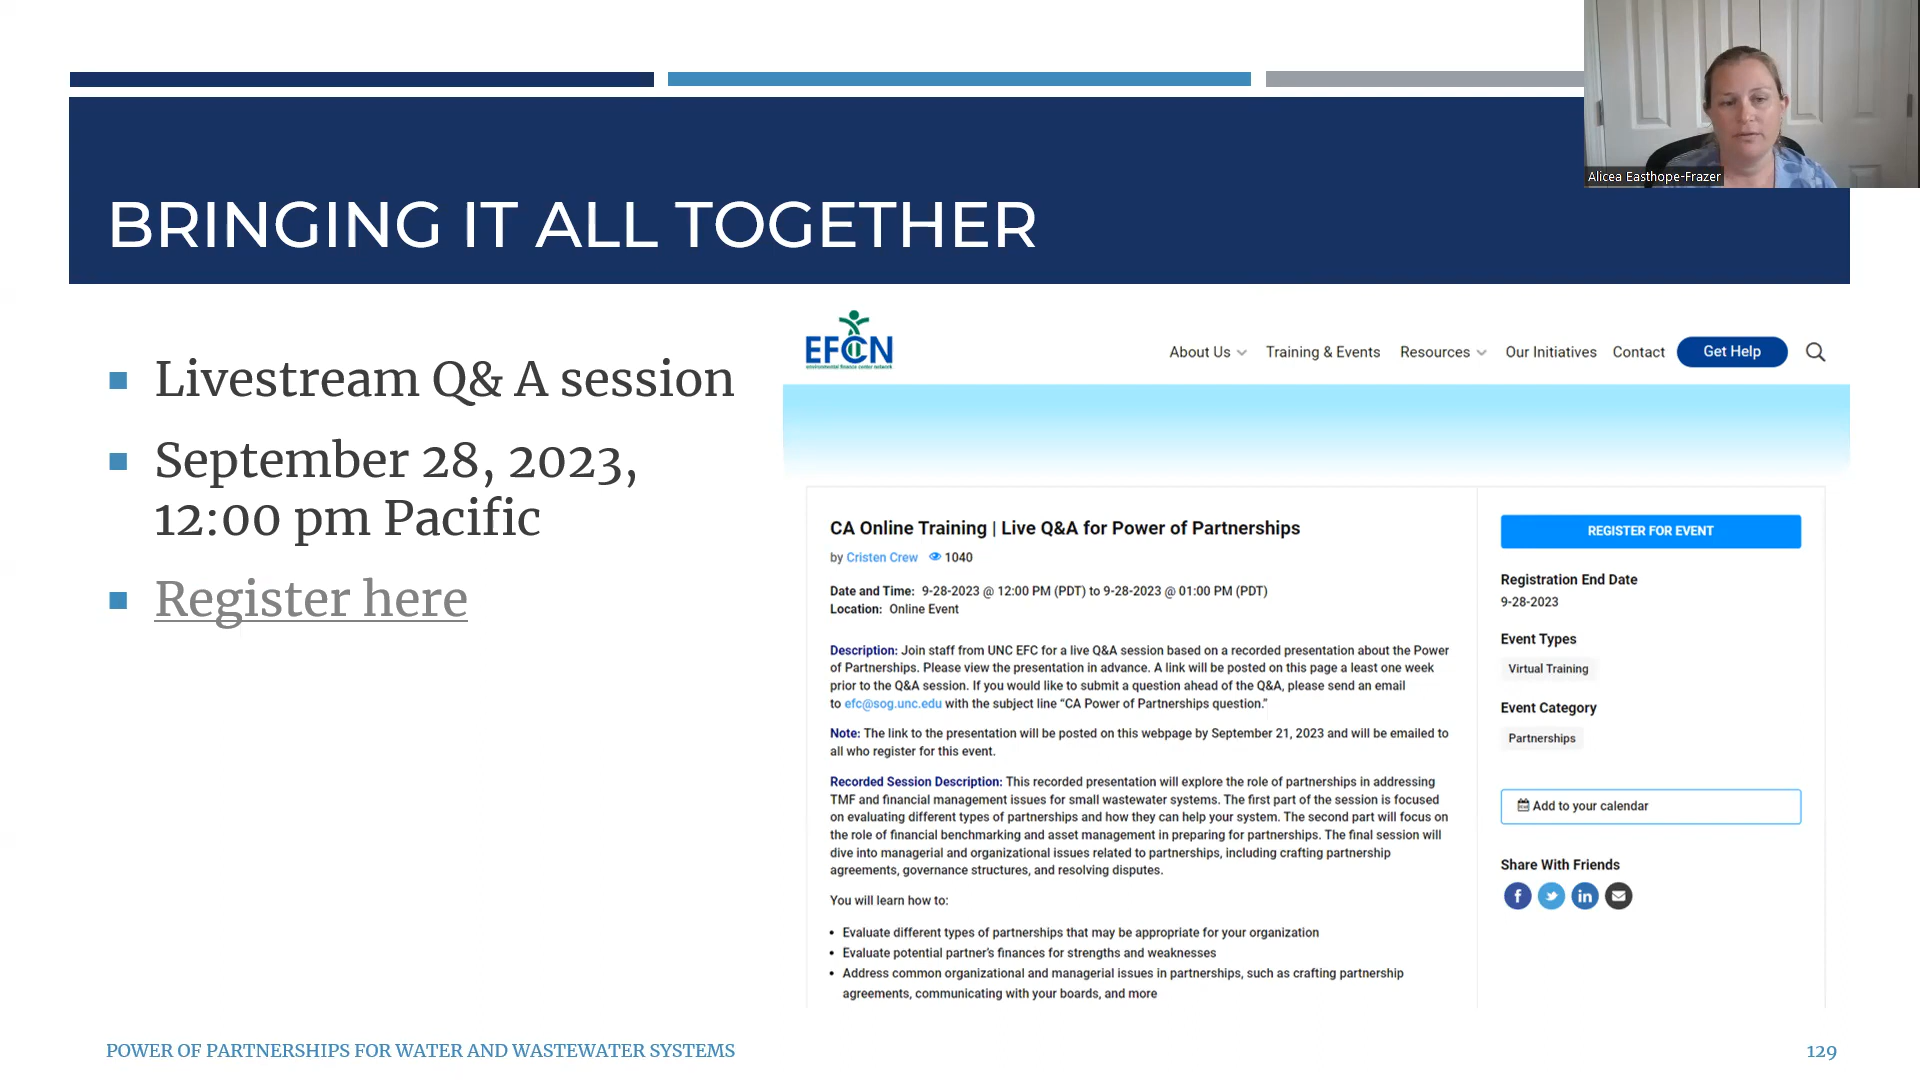 Alicea Easthope-Frazer
BRINGING IT ALL TOGETHER
Livestream Q& A session
September 28, 2023,
12:00 pm Pacific
Register here
EFCN
environmental finance center network
About Us
Training & Events
Resources
Our Initiatives
Contact
Get Help
CA Online Training | Live Q&A for Power of Partnerships
by Cristen Crew 1040
Date and Time: 9-28-2023 @ 12:00 PM (PDT) to 9-28-2023 @ 01:00 PM (PDT)
Location: Online Event
Description: Join staff from UNC EFC for a live Q&A session based on a recorded presentation about the Power
of Partnerships. Please view the presentation in advance. A link will be posted on this page a least one week
prior to the Q&A session. If you would like to submit a question ahead of the Q&A, please send an email
to efc@sog.unc.edu with the subject line “CA Power of Partnerships question.”
Note: The link to the presentation will be posted on this webpage by September 21, 2023 and will be emailed to
all who register for this event.
Recorded Session Description: This recorded presentation will explore the role of partnerships in addressing
TMF and financial management issues for small wastewater systems. The first part of the session is focused
on evaluating different types of partnerships and how they can help your system. The second part will focus on
the role of financial benchmarking and asset management in preparing for partnerships. The final session will
dive into managerial and organizational issues related to partnerships, including crafting partnership
agreements, governance structures, and resolving disputes.
You will learn how to:
• Evaluate different types of partnerships that may be appropriate for your organization
• Evaluate potential partner's finances for strengths and weaknesses
• Address common organizational and managerial issues in partnerships, such as crafting partnership
agreements, communicating with your boards, and more
REGISTER FOR EVENT
Registration End Date
9-28-2023
Event Types
Virtual Training
Event Category
Partnerships
Add to your calendar
Share With Friends
POWER OF PARTNERSHIPS FOR WATER AND WASTEWATER SYSTEMS
129